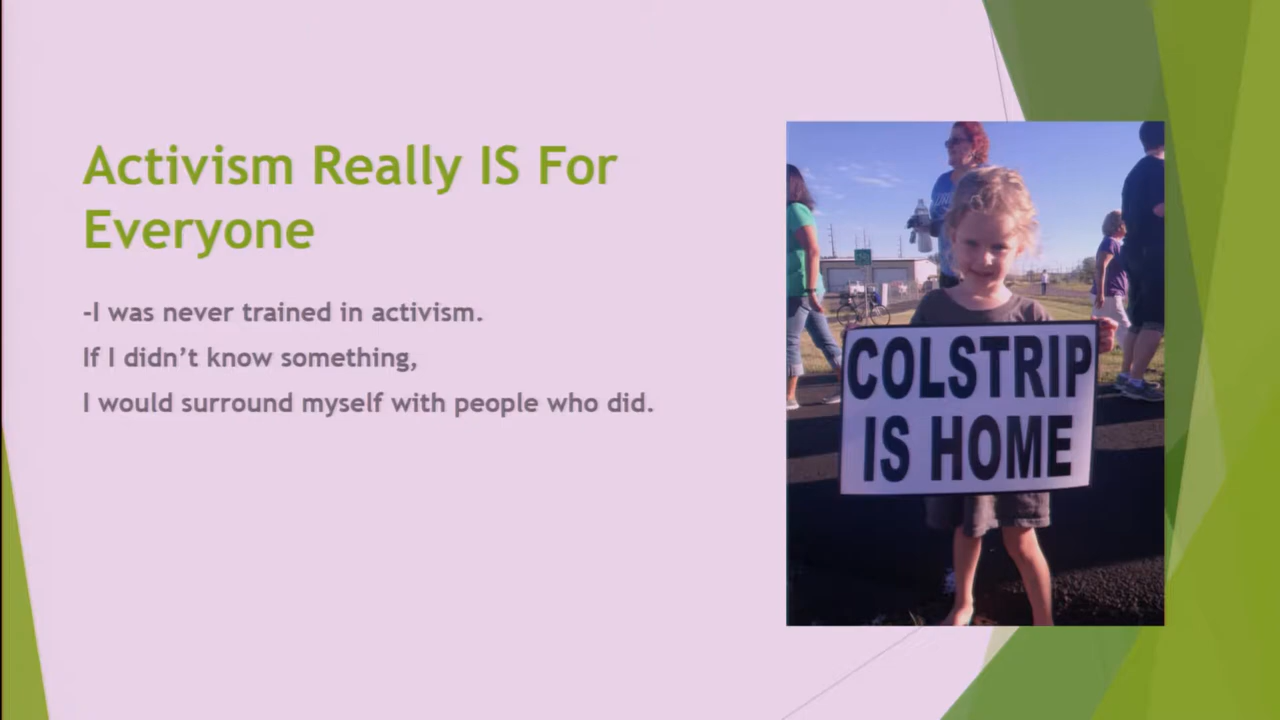 Activism Really IS For
Everyone
-I was never trained in activism.
If I didn’t know something,
I would surround myself with people who did.
COLSTRIP
IS HOME